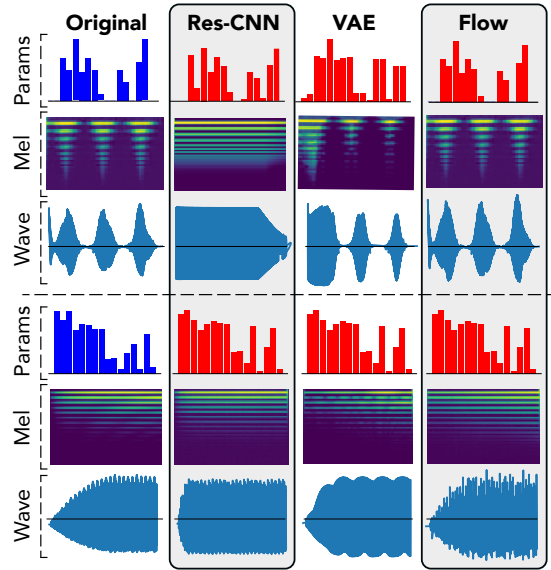 Original Res-CNN VAE Flow
Params
Mel
Wave
Params
Mel
Wave